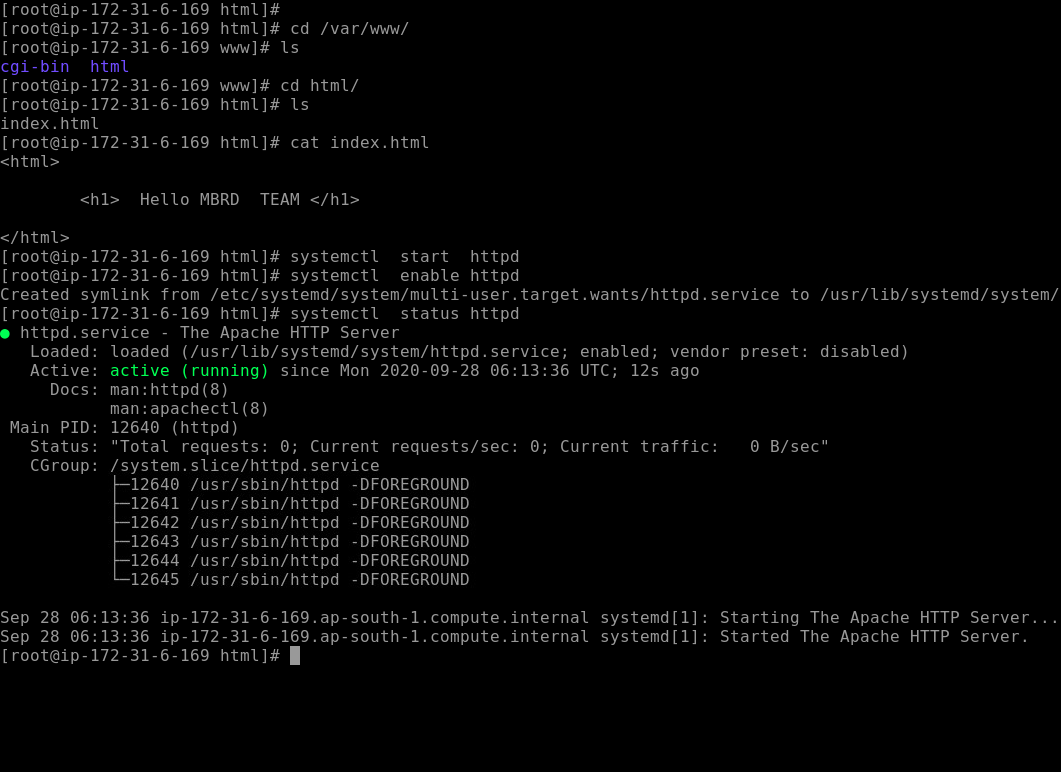 [root@ip-172-31-6-169 html]#
[root@ip-172-31-6-169 html]# cd /var/www/
[root@ip-172-31-6-169 www]# ls
cgi-bin  html
[root@ip-172-31-6-169 www]# cd html/
[root@ip-172-31-6-169 html]# ls
index.html
[root@ip-172-31-6-169 html]# cat index.html
<html>
        <h1>  Hello MBRD  TEAM </h1>
</html>
[root@ip-172-31-6-169 html]# systemctl  start  httpd
[root@ip-172-31-6-169 html]# systemctl  enable httpd
Created symlink from /etc/systemd/system/multi-user.target.wants/httpd.service to /usr/lib/systemd/system/
[root@ip-172-31-6-169 html]# systemctl  status httpd
● httpd.service - The Apache HTTP Server
   Loaded: loaded (/usr/lib/systemd/system/httpd.service; enabled; vendor preset: disabled)
   Active: active (running) since Mon 2020-09-28 06:13:36 UTC; 12s ago
     Docs: man:httpd(8)
           man:apachectl(8)
 Main PID: 12640 (httpd)
   Status: "Total requests: 0; Current requests/sec: 0; Current traffic:   0 B/sec"
   CGroup: /system.slice/httpd.service
           ├─12640 /usr/sbin/httpd -DFOREGROUND
           ├─12641 /usr/sbin/httpd -DFOREGROUND
           ├─12642 /usr/sbin/httpd -DFOREGROUND
           ├─12643 /usr/sbin/httpd -DFOREGROUND
           ├─12644 /usr/sbin/httpd -DFOREGROUND
           └─12645 /usr/sbin/httpd -DFOREGROUND
Sep 28 06:13:36 ip-172-31-6-169.ap-south-1.compute.internal systemd[1]: Starting The Apache HTTP Server...
Sep 28 06:13:36 ip-172-31-6-169.ap-south-1.compute.internal systemd[1]: Started The Apache HTTP Server.
[root@ip-172-31-6-169 html]#